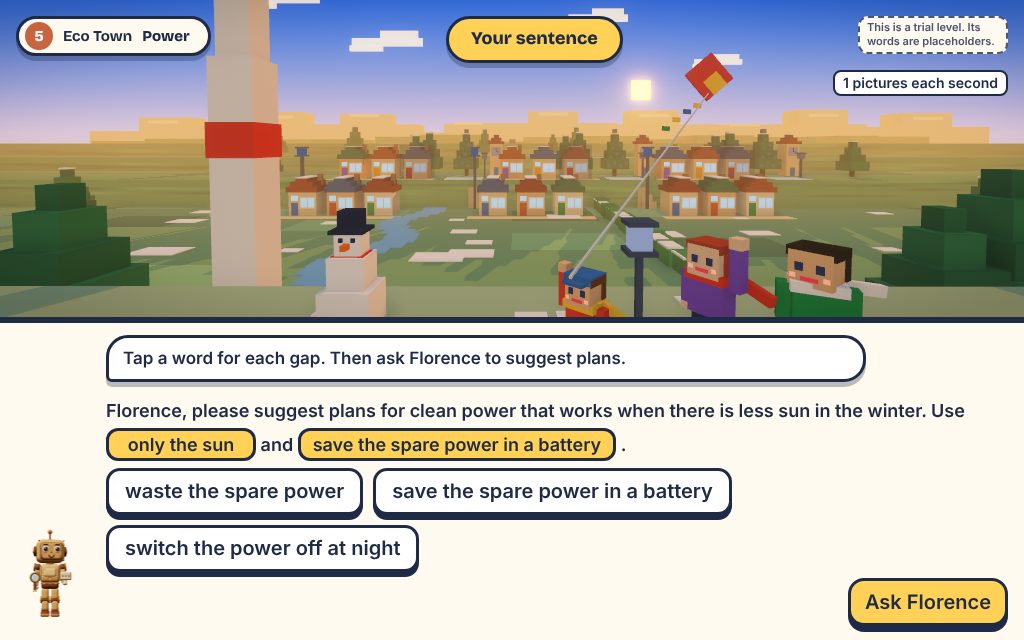 5 Eco Town Power
Your sentence
This is a trial level. Its
words are placeholders.
1 pictures each second
Tap a word for each gap. Then ask Florence to suggest plans.
Florence, please suggest plans for clean power that works when there is less sun in the winter. Use
only the sun and save the spare power in a battery .
waste the spare power save the spare power in a battery
switch the power off at night
Ask Florence